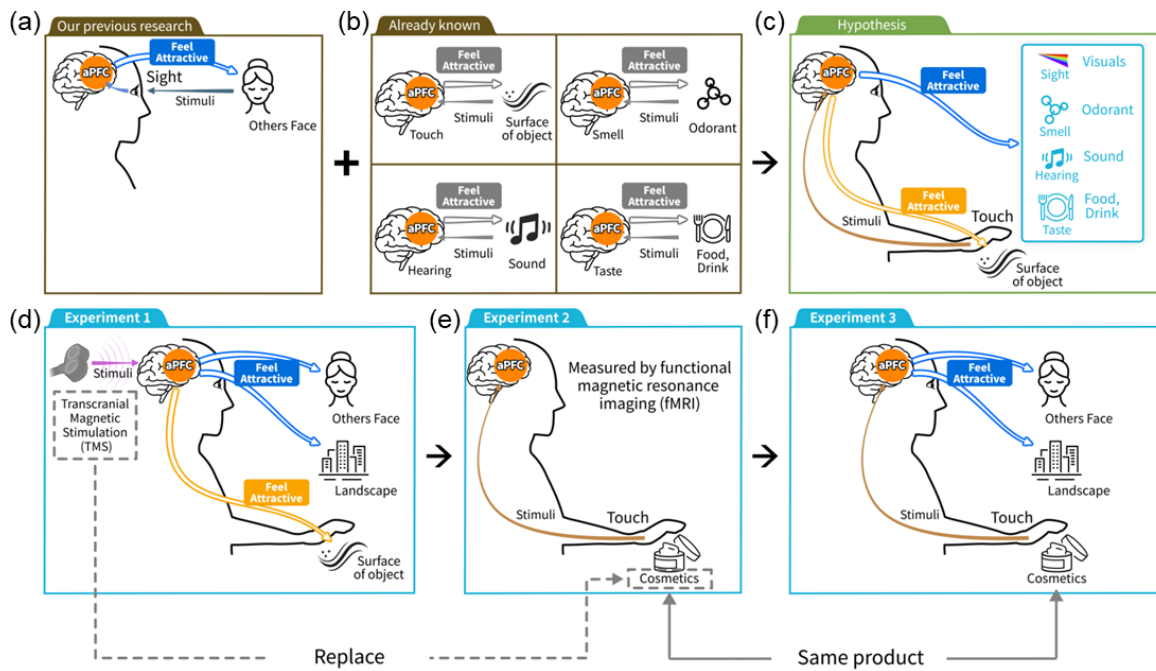 (a)
Our previous research
aPFC
Feel
Attractive
Sight
Stimuli
Others Face
(b)
Already known
Feel
Attractive
aPFC
Stimuli
Touch
Surface
of object
Feel
Attractive
aPFC
Stimuli
Smell
Odorant
Feel
Attractive
aPFC
Stimuli
Hearing
Sound
Feel
Attractive
aPFC
Stimuli
Taste
Food,
Drink
(c)
Hypothesis
aPFC
Feel
Attractive
Sight
Visuals
Smell
Odorant
Hearing
Sound
Taste
Food,
Drink
Feel
Attractive
Stimuli
Touch
Surface
of object
(d)
Experiment 1
Stimuli
aPFC
Feel
Attractive
Others Face
Transcranial
Magnetic
Stimulation
(TMS)
Landscape
Feel
Attractive
Surface
of object
(e)
Experiment 2
aPFC
Measured by functional
magnetic resonance
imaging (fMRI)
Stimuli
Touch
Cosmetics
(f)
Experiment 3
aPFC
Feel
Attractive
Others Face
Landscape
Stimuli
Touch
Cosmetics
Replace
Same product
+